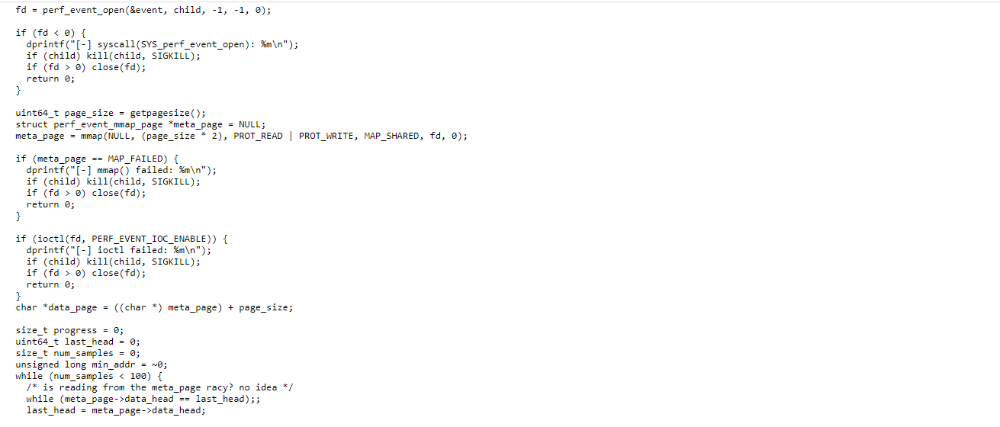 fd = perf_event_open(&event, child, -1, -1, 0);
if (fd < 0) {
dprintf("[-] syscall(SYS_perf_event_open): %m\n");
if (child) kill(child, SIGKILL);
if (fd > 0) close(fd);
return 0;
}
uint64_t page_size = getpagesize();
struct perf_event_mmap_page *meta_page = NULL;
meta_page = mmap(NULL, (page_size * 2), PROT_READ | PROT_WRITE, MAP_SHARED, fd, 0);
if (meta_page == MAP_FAILED) {
dprintf("[-] mmap() failed: %m\n");
if (child) kill(child, SIGKILL);
if (fd > 0) close(fd);
return 0;
}
if (ioctl(fd, PERF_EVENT_IOC_ENABLE)) {
dprintf("[-] ioctl failed: %m\n");
if (child) kill(child, SIGKILL);
if (fd > 0) close(fd);
return 0;
}
char *data_page = ((char *) meta_page) + page_size;
size_t progress = 0;
uint64_t last_head = 0;
size_t num_samples = 0;
unsigned long min_addr = ~0;
while (num_samples < 100) {
/* is reading from the meta_page racy? no idea */
while (meta_page->data_head == last_head);;
last_head = meta_page->data_head;